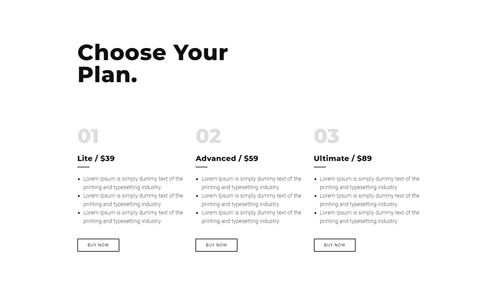 Choose Your
Plan.
01
Lite / $39
• Lorem Ipsum is simply dummy text of the
printing and typesetting industry.
• Lorem Ipsum is simply dummy text of the
printing and typesetting industry.
• Lorem Ipsum is simply dummy text of the
printing and typesetting industry.
BUY NOW
02
Advanced / $59
• Lorem Ipsum is simply dummy text of the
printing and typesetting industry.
• Lorem Ipsum is simply dummy text of the
printing and typesetting industry.
• Lorem Ipsum is simply dummy text of the
printing and typesetting industry.
BUY NOW
03
Ultimate / $89
• Lorem Ipsum is simply dummy text of the
printing and typesetting industry.
• Lorem Ipsum is simply dummy text of the
printing and typesetting industry.
• Lorem Ipsum is simply dummy text of the
printing and typesetting industry.
BUY NOW